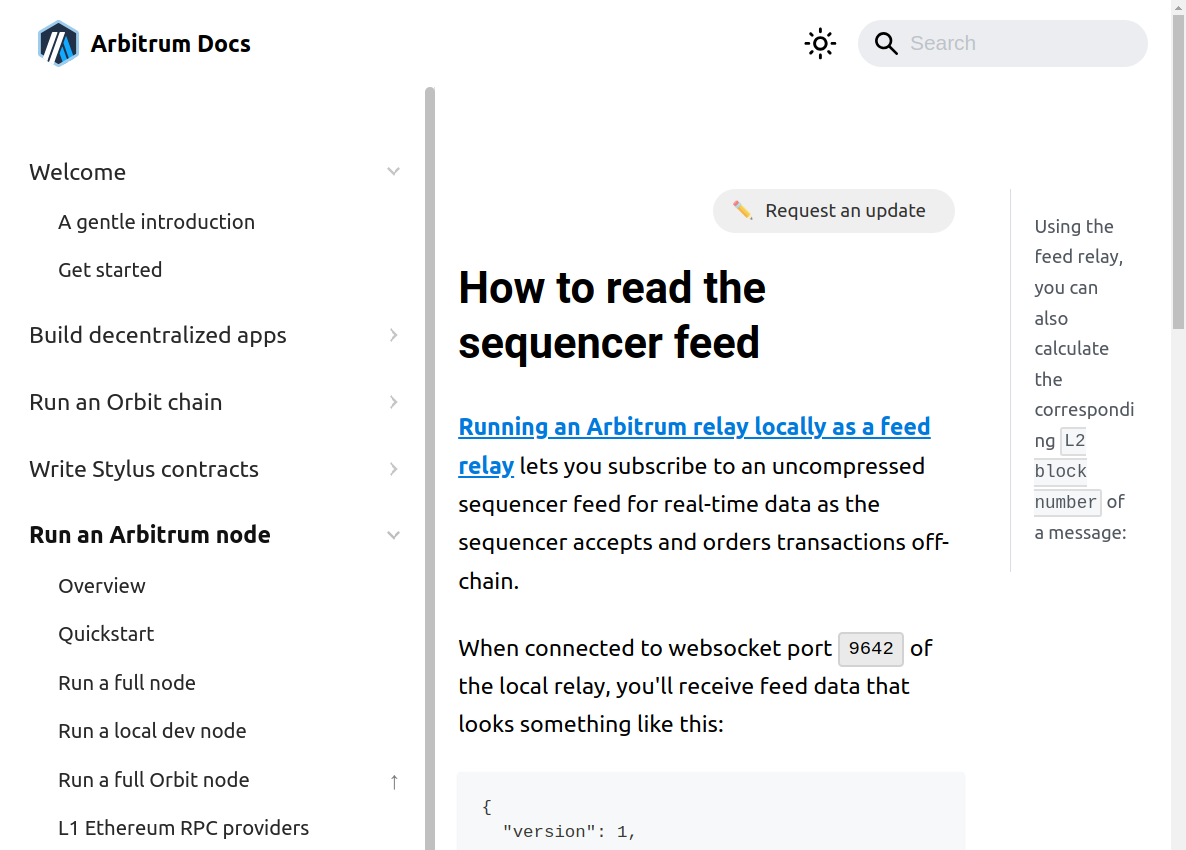 Arbitrum Docs
Search
Welcome
A gentle introduction
Get started
Build decentralized apps
Run an Orbit chain
Write Stylus contracts
Run an Arbitrum node
Overview
Quickstart
Run a full node
Run a local dev node
Run a full Orbit node ↑
L1 Ethereum RPC providers
✏️ Request an update
How to read the
sequencer feed
Running an Arbitrum relay locally as a feed
relay lets you subscribe to an uncompressed
sequencer feed for real-time data as the
sequencer accepts and orders transactions off-
chain.
When connected to websocket port 9642 of
the local relay, you'll receive feed data that
looks something like this:
{
"version": 1,
Using the
feed relay,
you can
also
calculate
the
correspondi
ng L2
block
number of
a message: